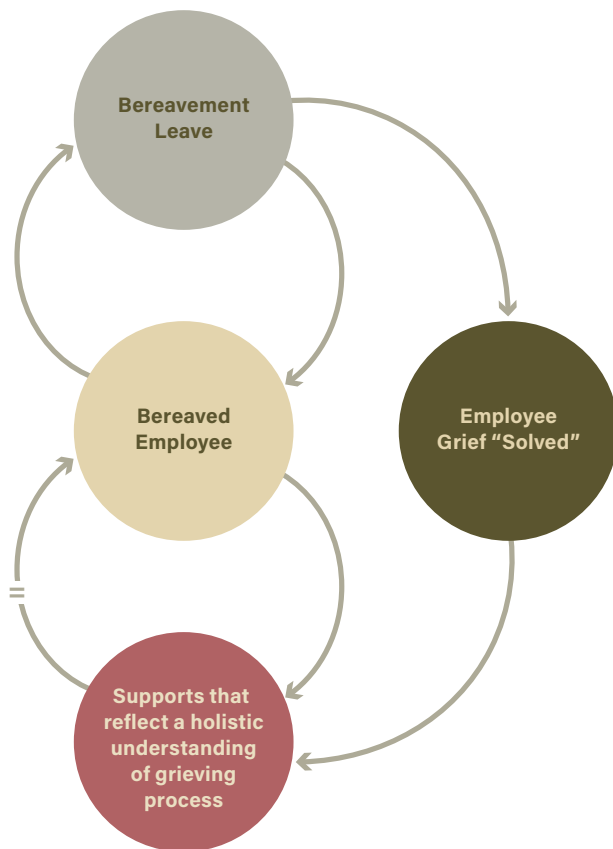 Bereavement
Leave
Bereaved
Employee
Employee
Grief “Solved”
Supports that
reflect a holistic
understanding
of grieving
process